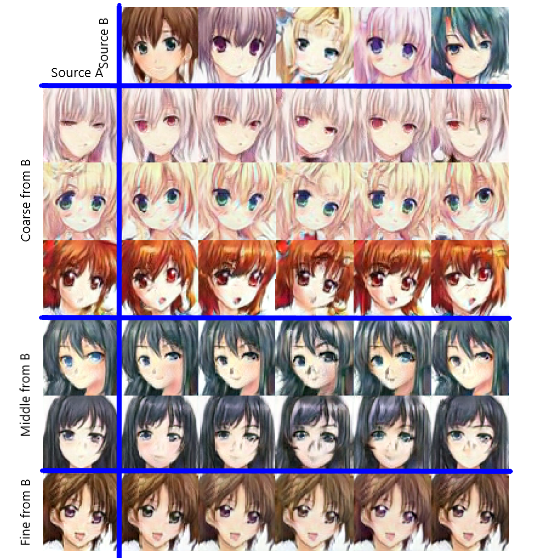 Source B
Source A
Coarse from B
Middle from B
Fine from B